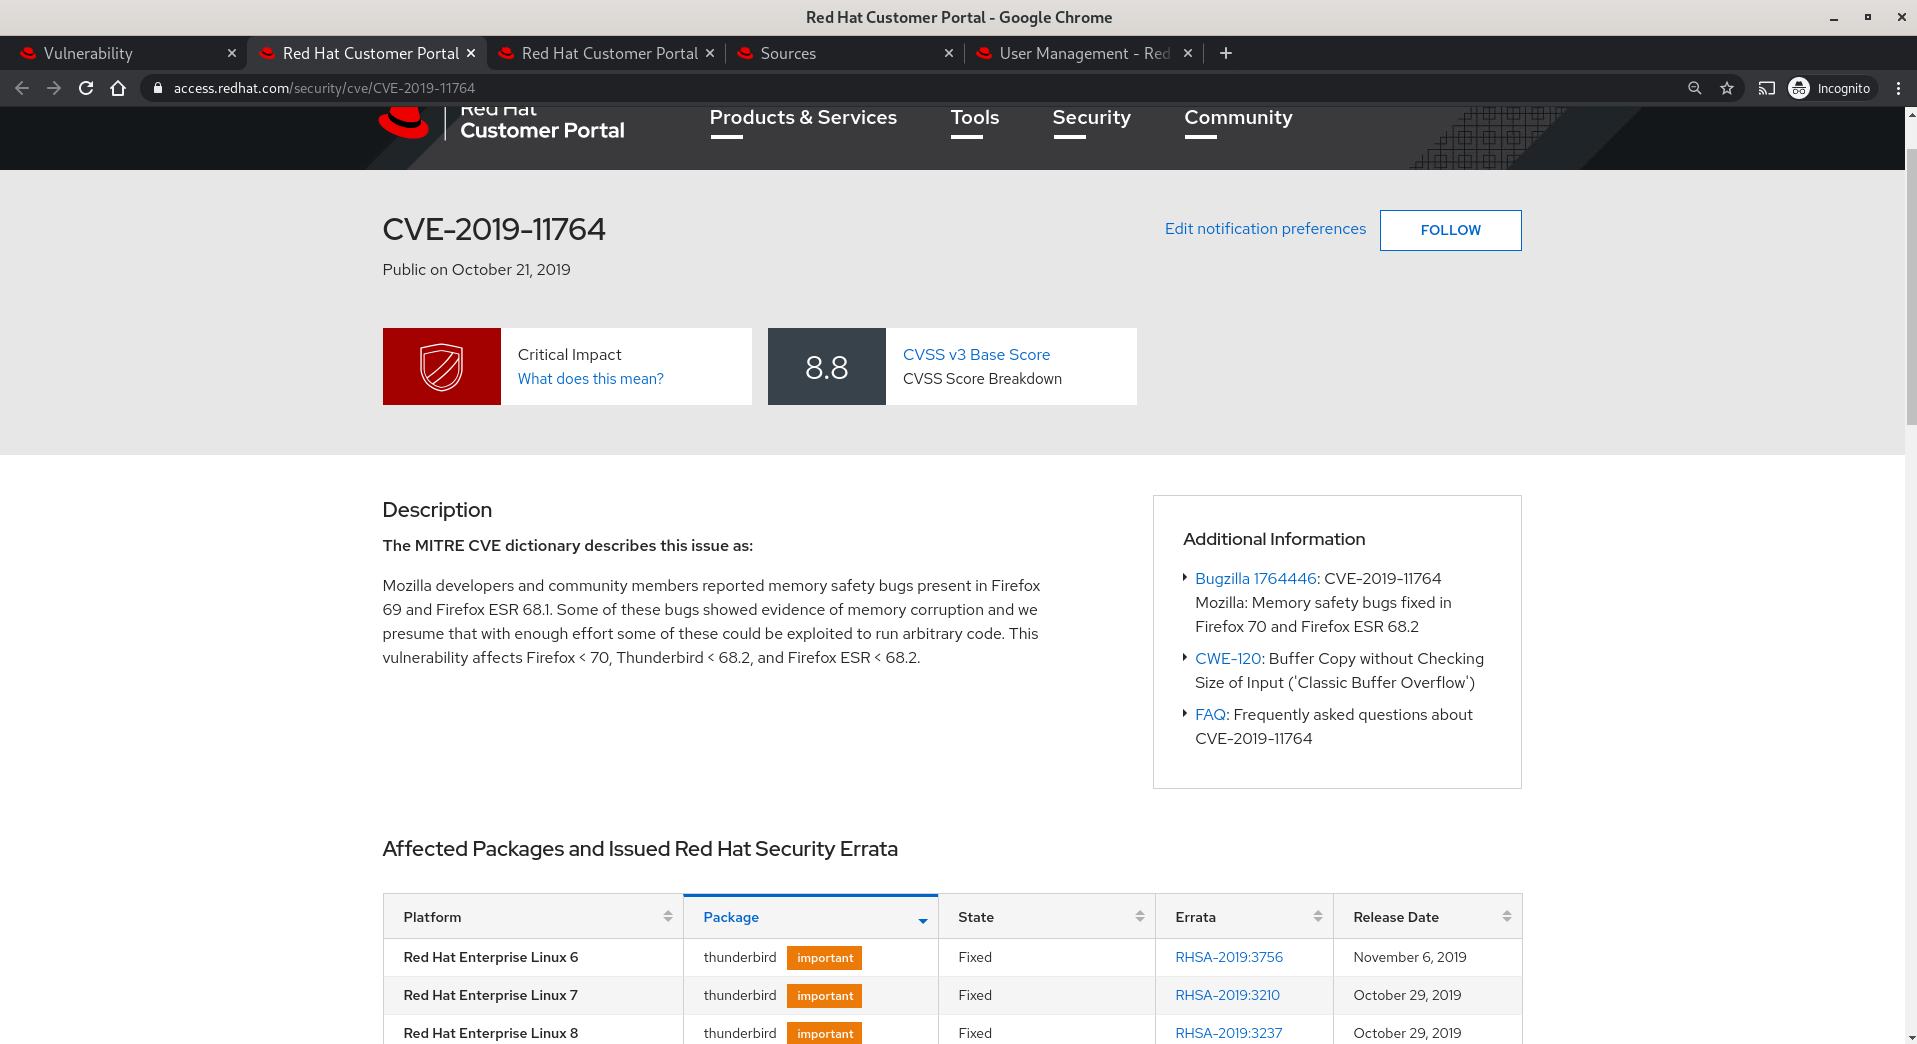 Red Hat Customer Portal - Google Chrome
Vulnerability
Red Hat Customer Portal
Red Hat Customer Portal
Sources
User Management - Red
access.redhat.com/security/cve/CVE-2019-11764
Incognito
Red Hat
Customer Portal
Products & Services
Tools
Security
Community
CVE-2019-11764
Edit notification preferences
FOLLOW
Public on October 21, 2019
Critical Impact
What does this mean?
8.8
CVSS v3 Base Score
CVSS Score Breakdown
Description
The MITRE CVE dictionary describes this issue as:
Mozilla developers and community members reported memory safety bugs present in Firefox
69 and Firefox ESR 68.1. Some of these bugs showed evidence of memory corruption and we
presume that with enough effort some of these could be exploited to run arbitrary code. This
vulnerability affects Firefox < 70, Thunderbird < 68.2, and Firefox ESR < 68.2.
Additional Information
Bugzilla 1764446: CVE-2019-11764
Mozilla: Memory safety bugs fixed in
Firefox 70 and Firefox ESR 68.2
CWE-120: Buffer Copy without Checking
Size of Input ('Classic Buffer Overflow')
FAQ: Frequently asked questions about
CVE-2019-11764
Affected Packages and Issued Red Hat Security Errata
Platform Package State Errata Release Date
Red Hat Enterprise Linux 6 thunderbird important Fixed RHSA-2019:3756 November 6, 2019
Red Hat Enterprise Linux 7 thunderbird important Fixed RHSA-2019:3210 October 29, 2019
Red Hat Enterprise Linux 8 thunderbird important Fixed RHSA-2019:3237 October 29, 2019